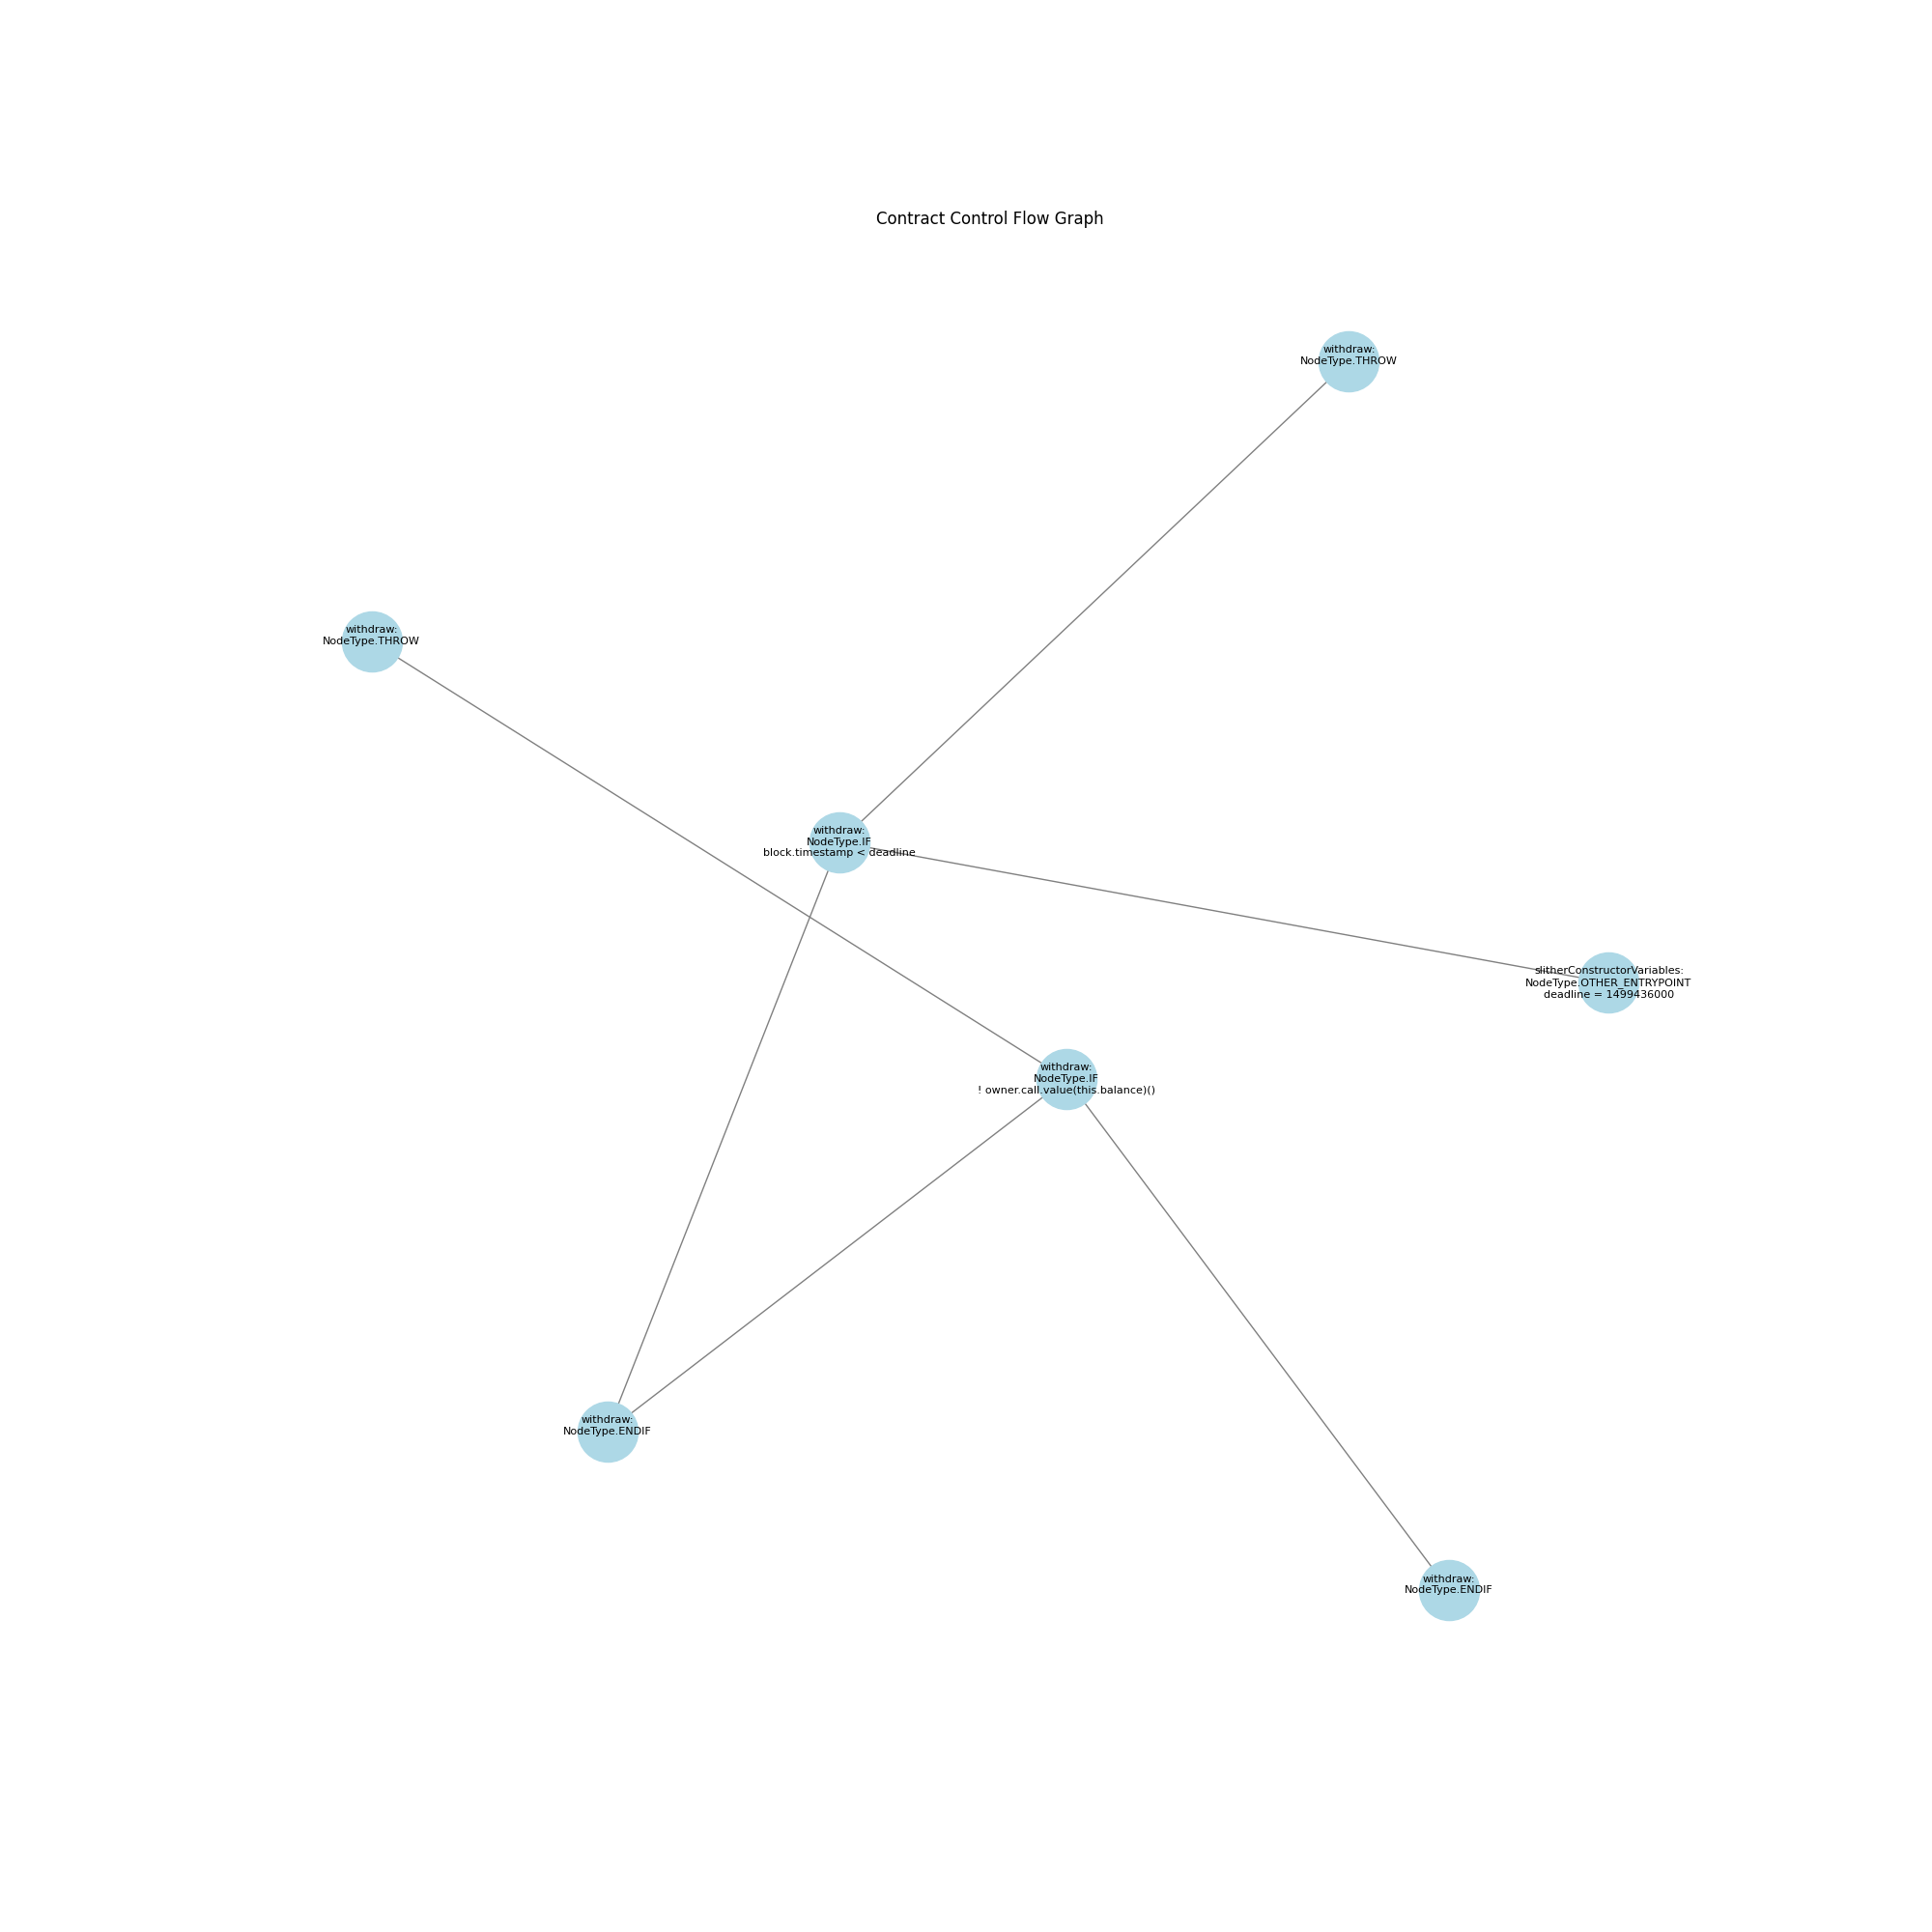 Contract Control Flow Graph
withdraw:
NodeType.THROW
withdraw:
NodeType.THROW
withdraw:
NodeType.IF
block.timestamp < deadline
slitherConstructorVariables:
NodeType.OTHER_ENTRYPOINT
deadline = 1499436000
withdraw:
NodeType.IF
! owner.call.value(this.balance)()
withdraw:
NodeType.ENDIF
withdraw:
NodeType.ENDIF